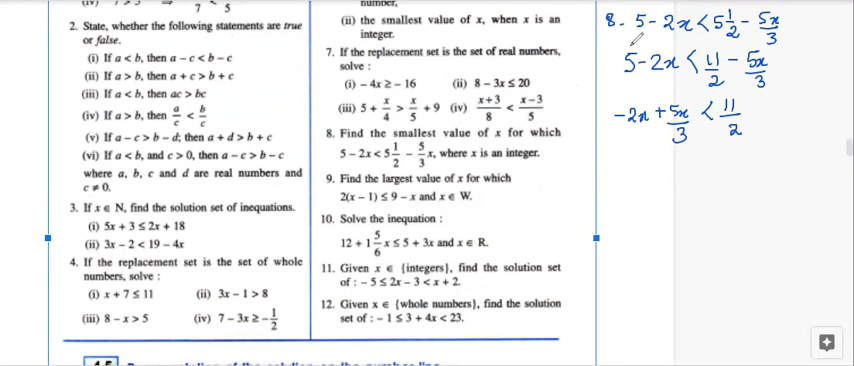 7 < 5
2. State, whether the following statements are true
or false.
(i) If a < b, then a – c < b – c
(ii) If a > b, then a + c > b + c
(iii) If a < b, then ac > bc
(iv) If a > b, then a/c < b/c
(v) If a – c > b – d; then a + d > b + c
(vi) If a < b, and c > 0, then a – c > b – c
where a, b, c and d are real numbers and
c ≠ 0.
3. If x ∈ N, find the solution set of inequations.
(i) 5x + 3 ≤ 2x + 18
(ii) 3x – 2 < 19 – 4x
4. If the replacement set is the set of whole
numbers, solve :
(i) x + 7 ≤ 11 (ii) 3x – 1 > 8
(iii) 8 – x > 5 (iv) 7 – 3x ≥ – 1/2
number,
(ii) the smallest value of x, when x is an
integer.
7. If the replacement set is the set of real numbers,
solve :
(i) – 4x ≥ – 16 (ii) 8 – 3x ≤ 20
(iii) 5 + x/4 > x/5 + 9 (iv) x+3/8 < x–3/5
8. Find the smallest value of x for which
5 – 2x < 5 1/2 – 5/3 x, where x is an integer.
9. Find the largest value of x for which
2(x – 1) ≤ 9 – x and x ∈ W.
10. Solve the inequation :
12 + 1 5/6 x ≤ 5 + 3x and x ∈ R.
11. Given x ∈ {integers}, find the solution set
of : – 5 ≤ 2x – 3 < x + 2.
12. Given x ∈ {whole numbers}, find the solution
set of : – 1 ≤ 3 + 4x < 23.
8- 5 - 2x < 5 1/2 - 5x/3
5-2x < 11/2 - 5x/3
-2x + 5x/3 < 11/2